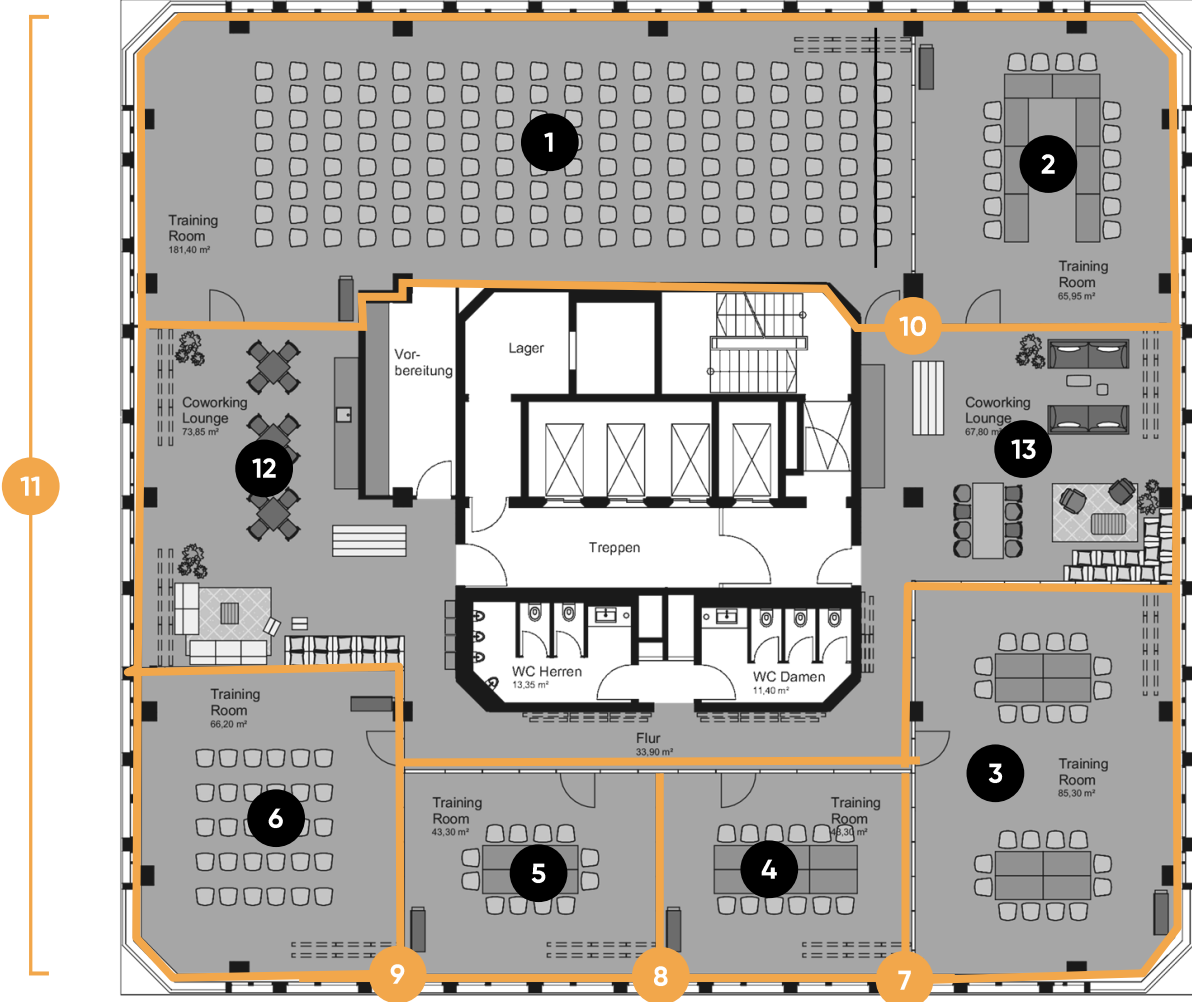 1
2
Training
Room
181,40 m²
Training
Room
65,95 m²
10
Lager
Vor-
bereitung
Coworking
Lounge
73,85 m²
Coworking
Lounge
67,80
12
13
11
Treppen
WC Herren
13,35 m²
WC Damen
11,40 m²
Training
Room
66,20 m²
Flur
33,90 m²
3
Training
Room
85,30 m²
Training
Room
43,30 m²
Training
Room
43,30 m²
6
5
4
9
8
7